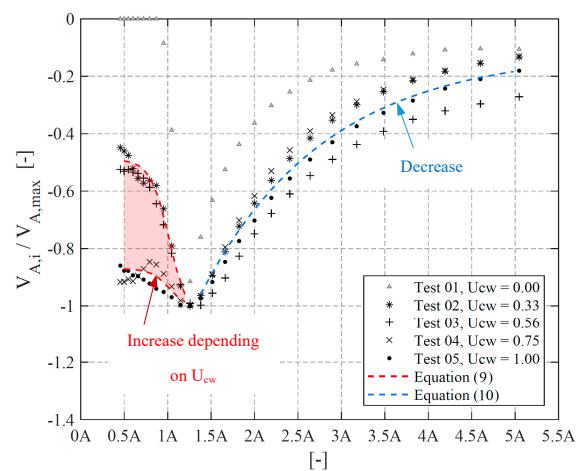 0
-0.2
-0.4
-0.6
-0.8
-1
-1.2
-1.4
V_A,i / V_A,max [-]
Decrease
Increase depending
on U_cw
Test 01, Ucw = 0.00
Test 02, Ucw = 0.33
Test 03, Ucw = 0.56
Test 04, Ucw = 0.75
Test 05, Ucw = 1.00
Equation (9)
Equation (10)
0A 0.5A 1A 1.5A 2A 2.5A 3A 3.5A 4A 4.5A 5A 5.5A
[-]